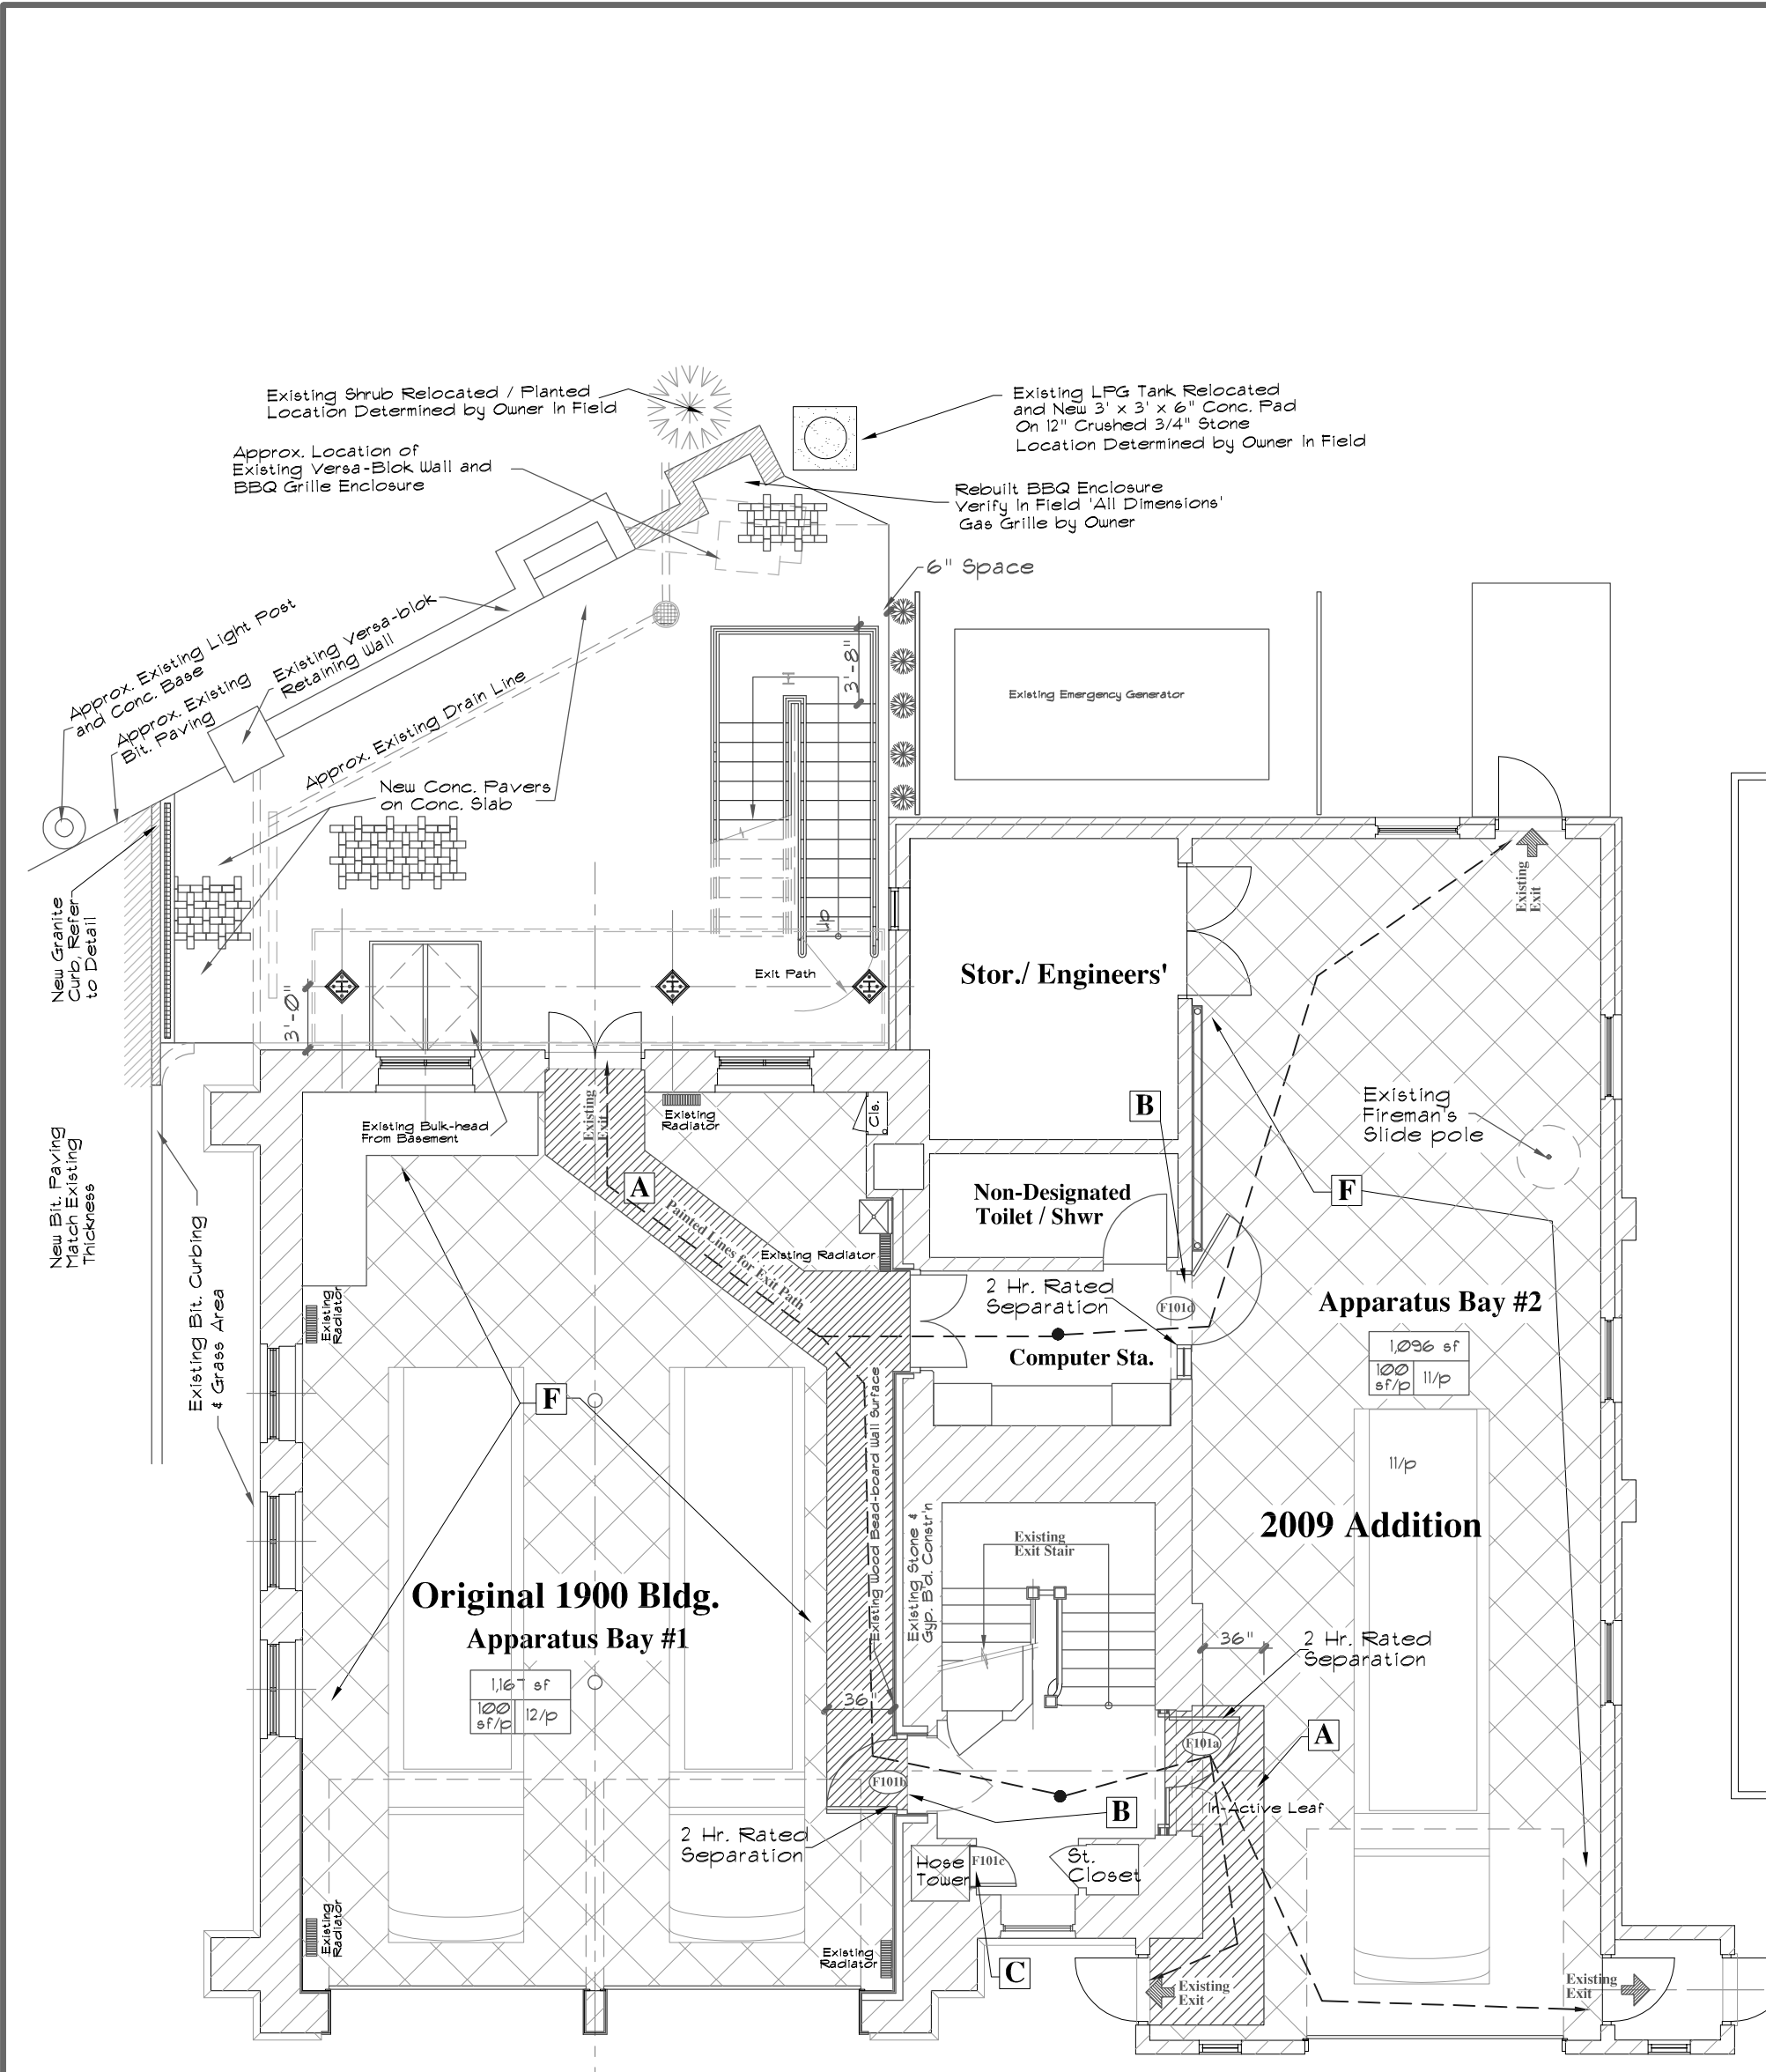 Existing Shrub Relocated / Planted
Location Determined by Owner In Field
Existing LPG Tank Relocated
and New 3' x 3' x 6" Conc. Pad
On 12" Crushed 3/4" Stone
Location Determined by Owner In Field
Approx. Location of
Existing Versa-Blok Wall and
BBQ Grille Enclosure
Rebuilt BBQ Enclosure
Verify In Field 'All Dimensions'
Gas Grille by Owner
6" Space
Approx. Existing Light Post
and Conc. Base
Approx. Existing
Bit. Paving
Existing Versa-blok
Retaining Wall
Approx. Existing Drain Line
New Conc. Pavers
on Conc. Slab
H
3'-8"
Existing Emergency Generator
New Granite
Curb, Refer
to Detail
UP
Exit Path
3'-0"
Existing
Exit
Stor./ Engineers'
Existing Bulk-head
From Basement
Existing
Exit
Existing
Radiator
Cls.
B
Existing
Fireman's
Slide pole
New Bit. Paving
Match Existing
Thickness
A
F
Non-Designated
Toilet / Shwr
Painted Lines for Exit Path
Existing Radiator
Existing Bit. Curbing
& Grass Area
Existing
Radiator
2 Hr. Rated
Separation
F101d
Apparatus Bay #2
1,096 sf
100
sf/p
11/p
Computer Sta.
F
Existing Wood Bead-board Wall Surface
11/p
Existing Stone &
Gyp. B'd. Constr'n
Existing
Exit Stair
2009 Addition
Original 1900 Bldg.
Apparatus Bay #1
1,167 sf
100
sf/p
12/p
36"
36"
2 Hr. Rated
Separation
A
F101a
F101b
B
In-Active Leaf
2 Hr. Rated
Separation
Hose
Tower
F101c
St.
Closet
Existing
Radiator
Existing
Radiator
C
Existing
Exit
Existing
Exit